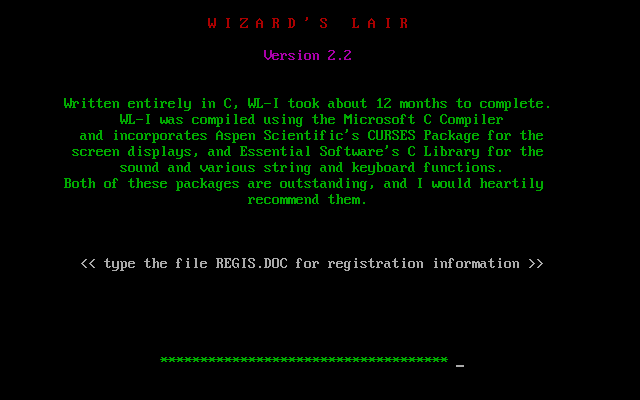 W I Z A R D ' S   L A I R
Version 2.2
Written entirely in C, WL-I took about 12 months to complete.
WL-I was compiled using the Microsoft C Compiler
and incorporates Aspen Scientific's CURSES Package for the
screen displays, and Essential Software's C Library for the
sound and various string and keyboard functions.
Both of these packages are outstanding, and I would heartily
recommend them.
<< type the file REGIS.DOC for registration information >>
************************************ _